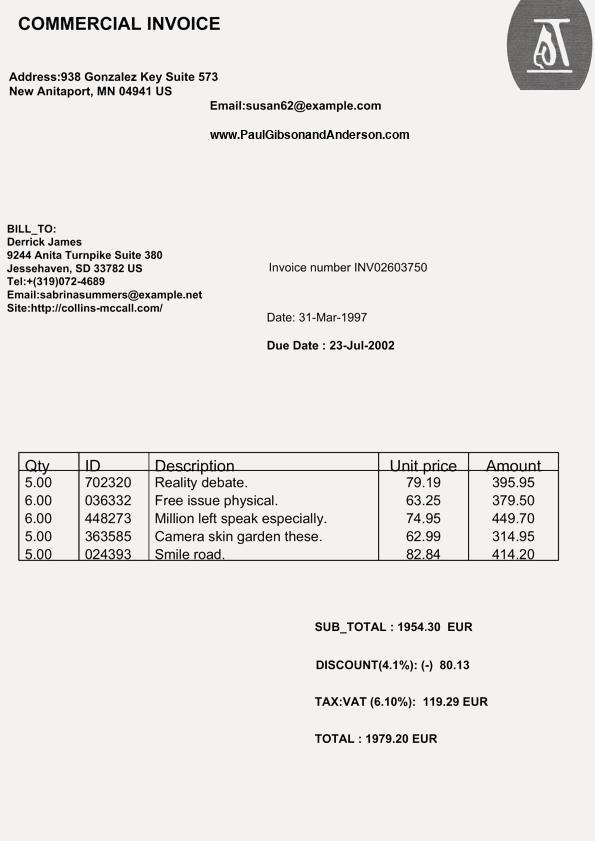 COMMERCIAL INVOICE
Address:938 Gonzalez Key Suite 573
New Anitaport, MN 04941 US
Email:susan62@example.com
www.PaulGibsonandAnderson.com
BILL_TO:
Derrick James
9244 Anita Turnpike Suite 380
Jessehaven, SD 33782 US
Tel:+(319)072-4689
Email:sabrinasummers@example.net
Site:http://collins-mccall.com/
Invoice number INV02603750
Date: 31-Mar-1997
Due Date : 23-Jul-2002
Qty ID Description Unit price Amount
5.00 702320 Reality debate. 79.19 395.95
6.00 036332 Free issue physical. 63.25 379.50
6.00 448273 Million left speak especially. 74.95 449.70
5.00 363585 Camera skin garden these. 62.99 314.95
5.00 024393 Smile road. 82.84 414.20
SUB_TOTAL : 1954.30 EUR
DISCOUNT(4.1%): (-) 80.13
TAX:VAT (6.10%): 119.29 EUR
TOTAL : 1979.20 EUR